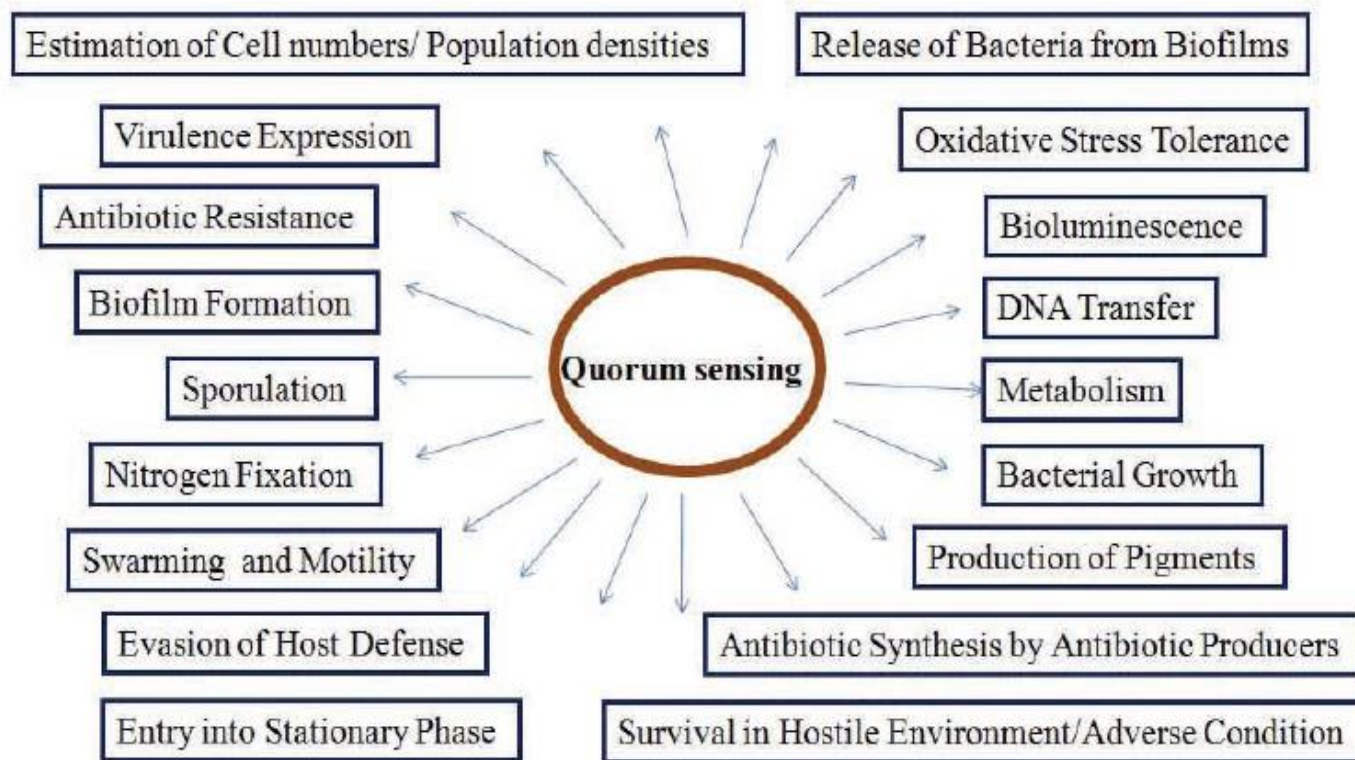 Estimation of Cell numbers/ Population densities
Release of Bacteria from Biofilms
Virulence Expression
Oxidative Stress Tolerance
Antibiotic Resistance
Bioluminescence
Biofilm Formation
DNA Transfer
Quorum sensing
Sporulation
Metabolism
Nitrogen Fixation
Bacterial Growth
Swarming and Motility
Production of Pigments
Evasion of Host Defense
Antibiotic Synthesis by Antibiotic Producers
Entry into Stationary Phase
Survival in Hostile Environment/Adverse Condition